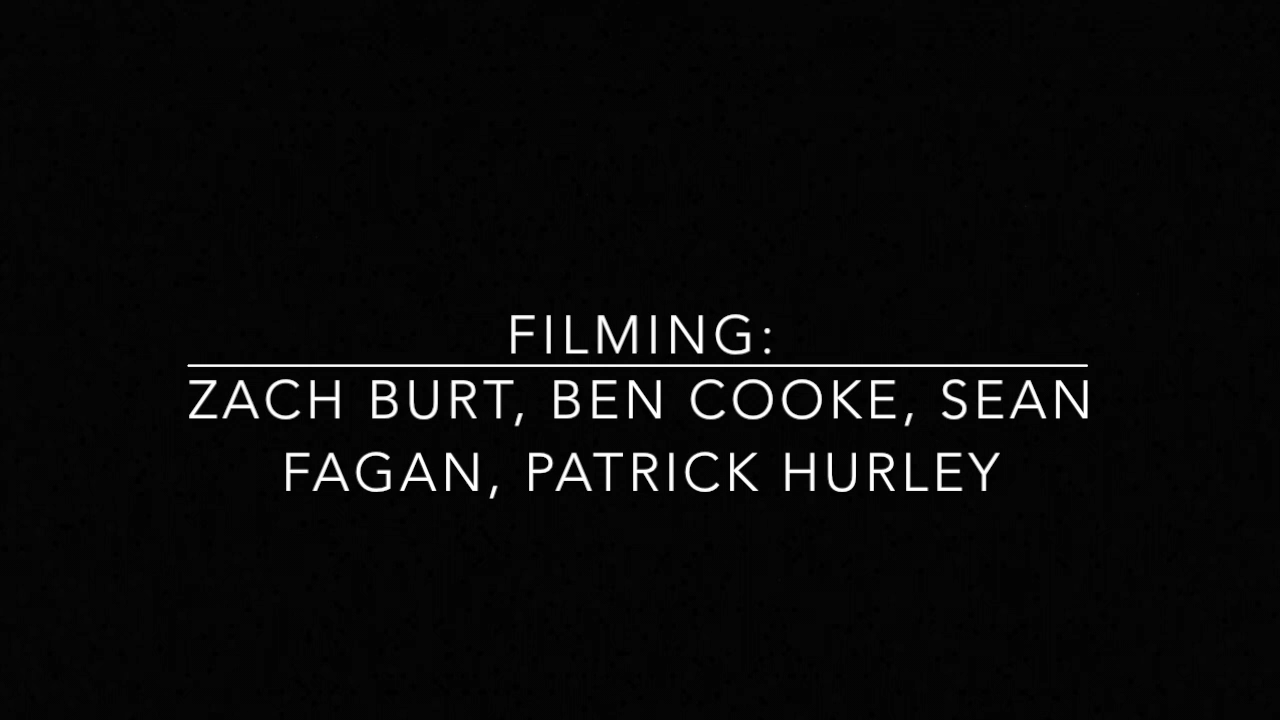 FILMING:
ZACH BURT, BEN COOKE, SEAN
FAGAN, PATRICK HURLEY